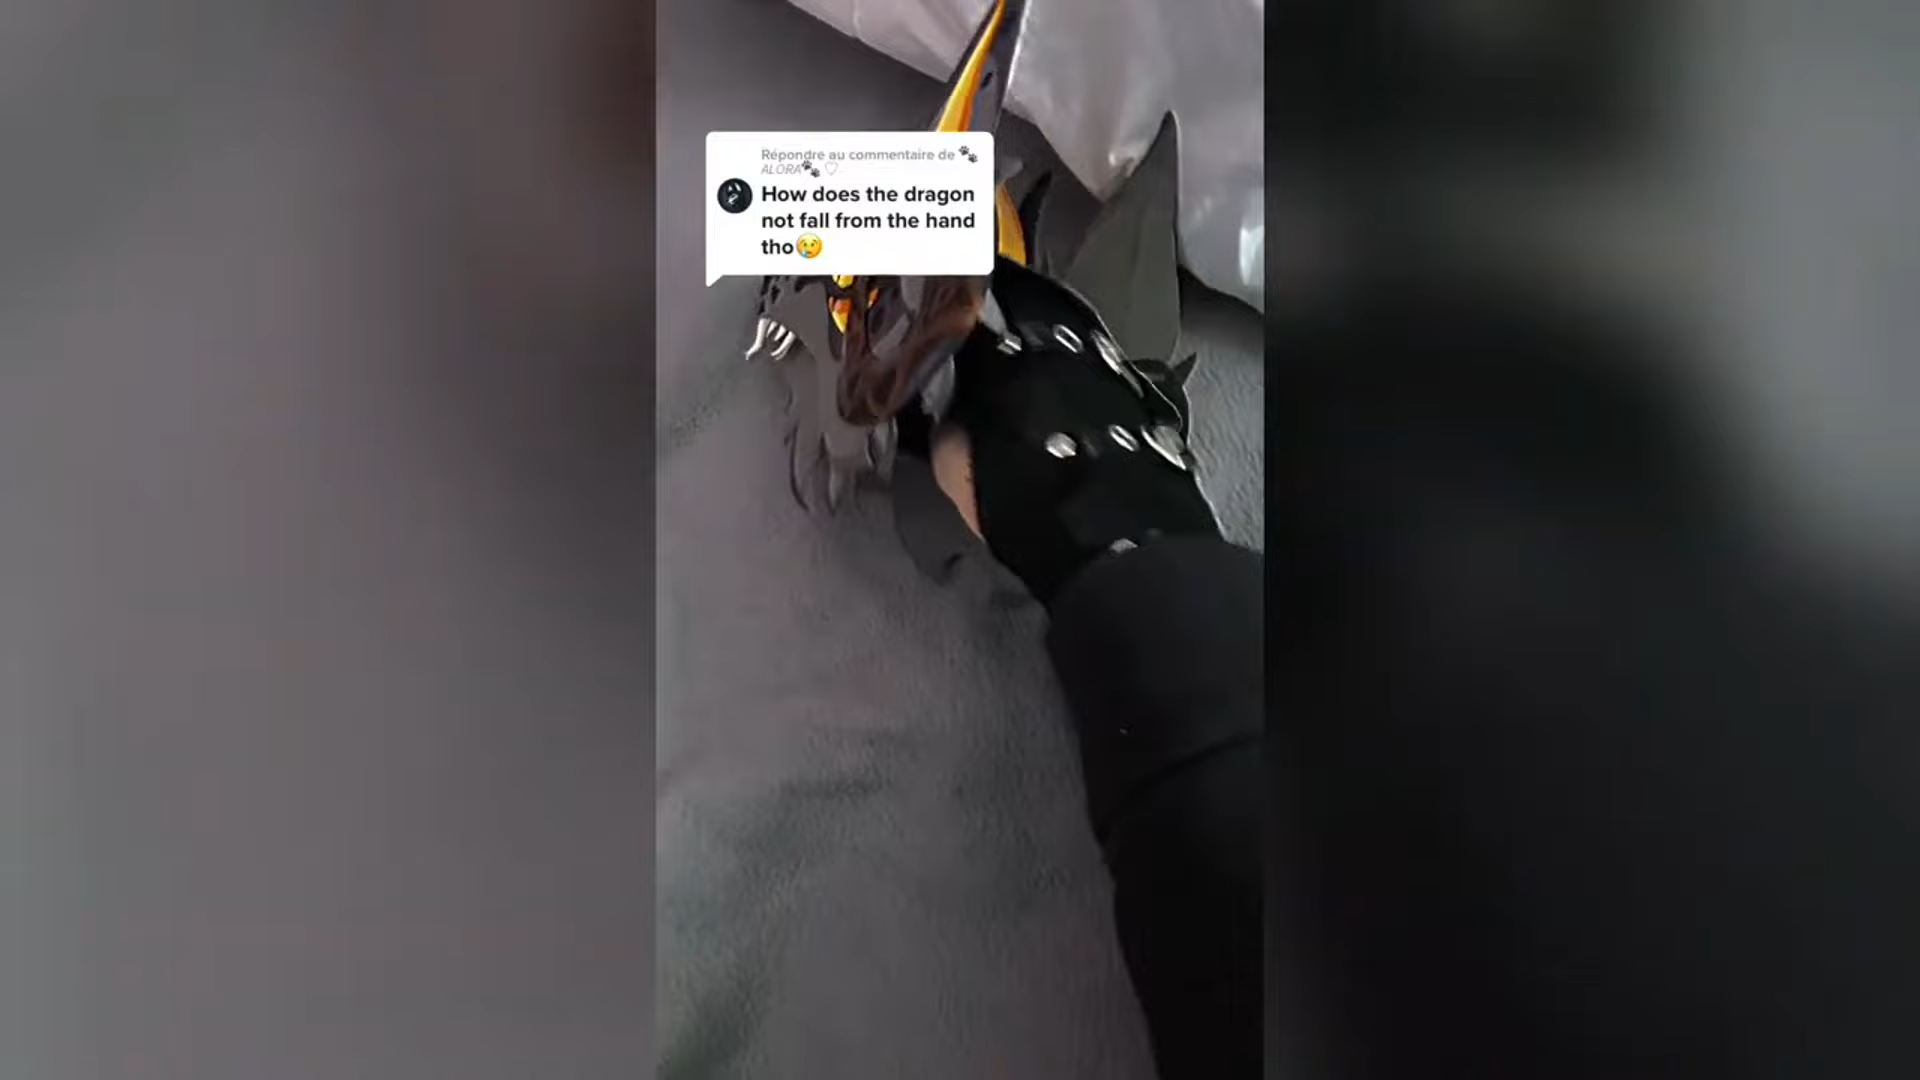 Répondre au commentaire de 🐾
ALORA🐾 ♡
How does the dragon
not fall from the hand
tho😢